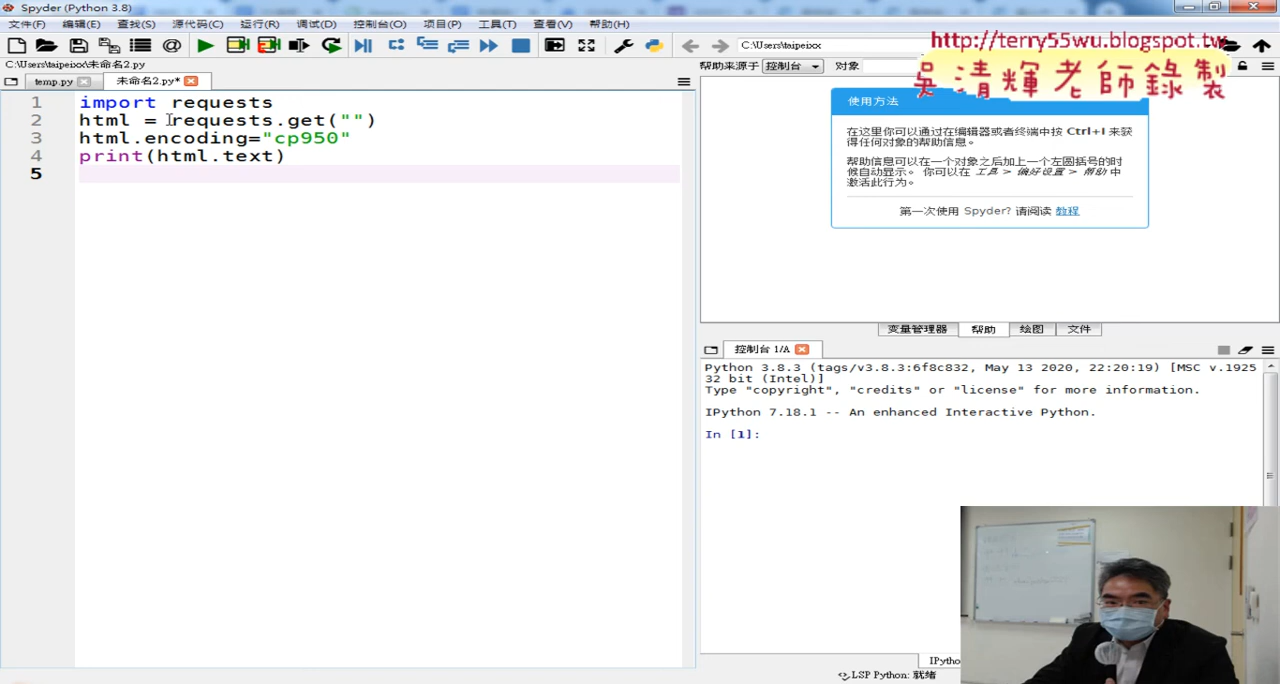 Spyder (Python 3.8)
文件(F) 编辑(E) 查找(S) 源代码(C) 运行(R) 调试(D) 控制台(O) 项目(P) 工具(T) 查看(V) 帮助(H)
C:\Users\taipeixx
http://terry55wu.blogspot.tw
吳清輝老師錄製
C:\Users\taipeixx\未命名2.py
帮助来源于 控制台 对象
temp.py 未命名2.py*
1 import requests
2 html = requests.get("")
3 html.encoding="cp950"
4 print(html.text)
5
使用方法
在这里你可以通过在编辑器或者终端中按 Ctrl+I 来获
得任何对象的帮助信息。
帮助信息可以在一个对象之后加上一个左圆括号的时
候自动显示。 你可以在 工具 > 偏好设置 > 帮助 中
激活此行为。
第一次使用 Spyder? 请阅读 教程
变量管理器 帮助 绘图 文件
控制台 1/A
Python 3.8.3 (tags/v3.8.3:6f8c832, May 13 2020, 22:20:19) [MSC v.1925
32 bit (Intel)]
Type "copyright", "credits" or "license" for more information.
IPython 7.18.1 -- An enhanced Interactive Python.
In [1]:
IPytho
LSP Python: 就绪